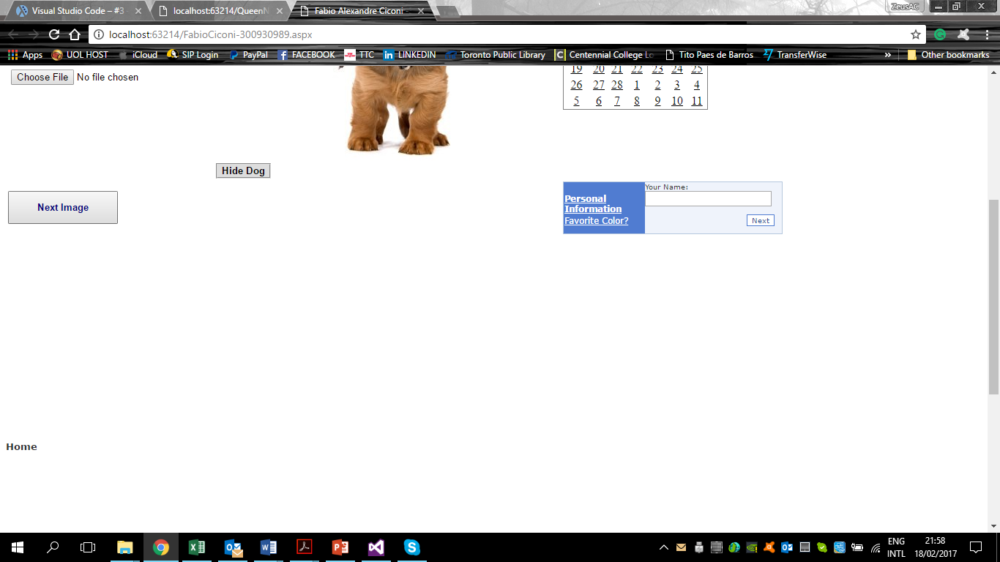 ZeusAC
Visual Studio Code – #3
localhost:63214/QueenN
Fabio Alexandre Ciconi -
localhost:63214/FabioCiconi-300930989.aspx
Apps UOL HOST iCloud SIP Login PayPal FACEBOOK TTC LINKEDIN Toronto Public Library Centennial College Lo Tito Paes de Barros TransferWise » Other bookmarks
Choose File No file chosen
19 20 21 22 23 24 25
26 27 28 1 2 3 4
5 6 7 8 9 10 11
Hide Dog
Next Image
Your Name:
Personal
Information
Favorite Color?
Next
Home
ENG
INTL
21:58
18/02/2017